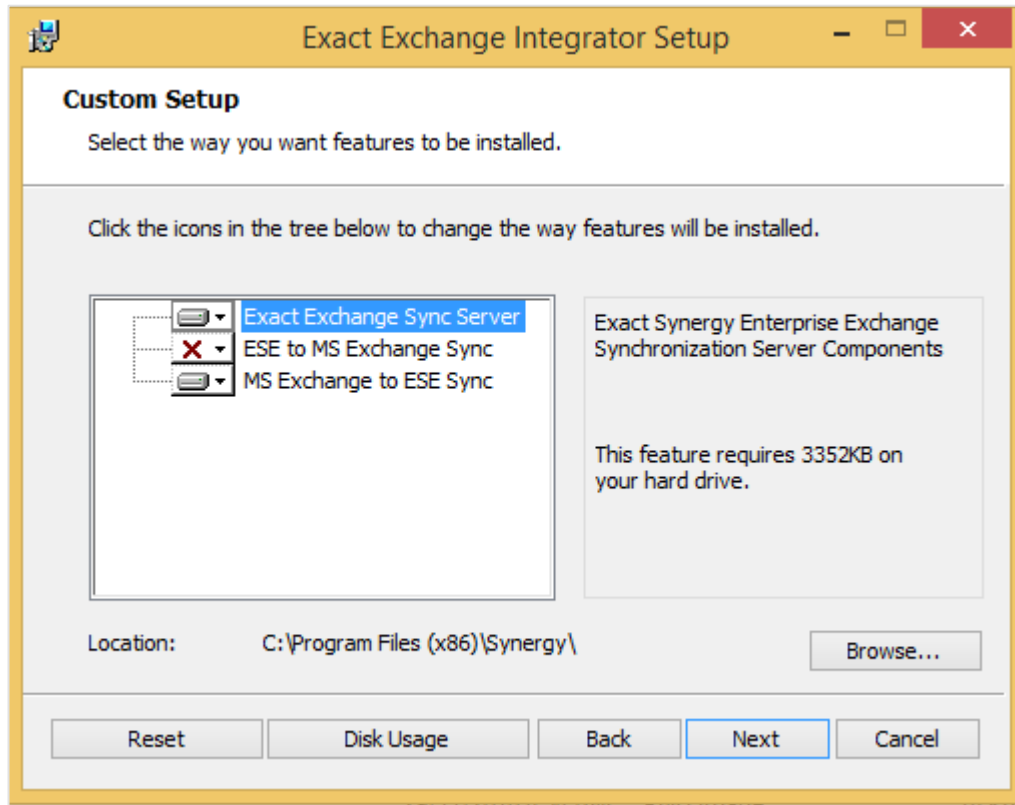 Exact Exchange Integrator Setup
Custom Setup
Select the way you want features to be installed.
Click the icons in the tree below to change the way features will be installed.
Exact Exchange Sync Server
ESE to MS Exchange Sync
MS Exchange to ESE Sync
Exact Synergy Enterprise Exchange
Synchronization Server Components
This feature requires 3352KB on
your hard drive.
Location: C:\Program Files (x86)\Synergy\
Browse...
Reset Disk Usage Back Next Cancel